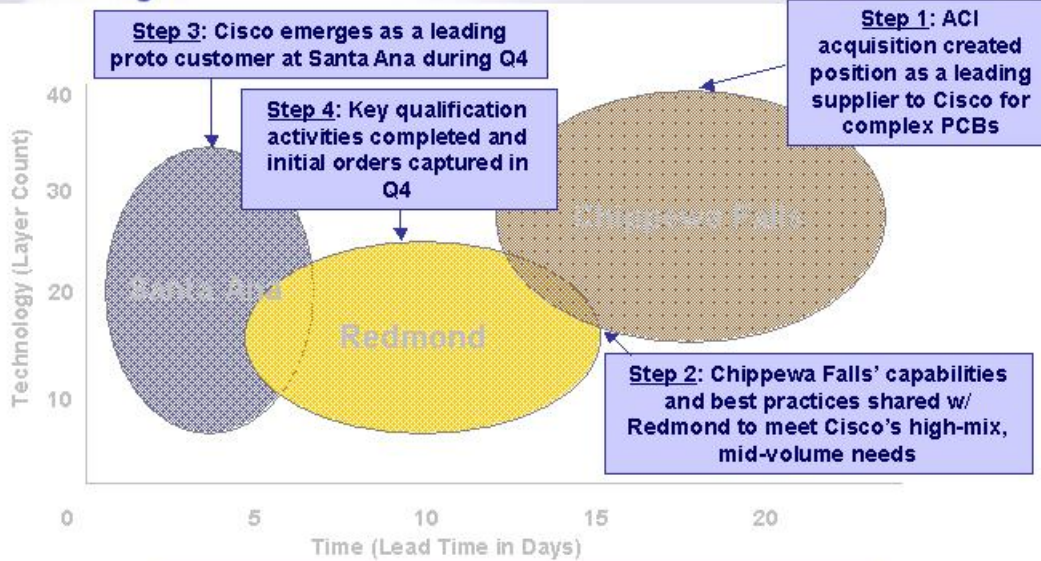 Step 3: Cisco emerges as a leading
proto customer at Santa Ana during Q4
Step 1: ACI
acquisition created
position as a leading
supplier to Cisco for
complex PCBs
Step 4: Key qualification
activities completed and
initial orders captured in
Q4
Technology (Layer Count)
40
30
20
10
0
Chippewa Falls
Santa Ana
Redmond
Step 2: Chippewa Falls' capabilities
and best practices shared w/
Redmond to meet Cisco's high-mix,
mid-volume needs
5
10
15
20
Time (Lead Time in Days)